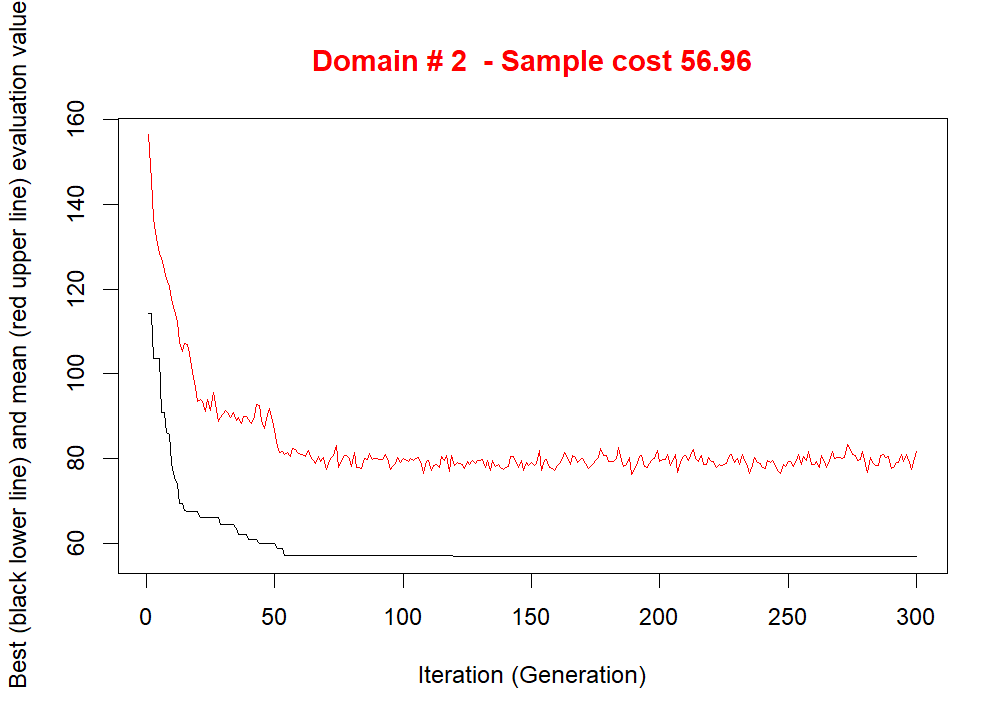 Domain # 2  - Sample cost 56.96
Best (black lower line) and mean (red upper line) evaluation value
160
140
120
100
80
60
0 50 100 150 200 250 300
Iteration (Generation)